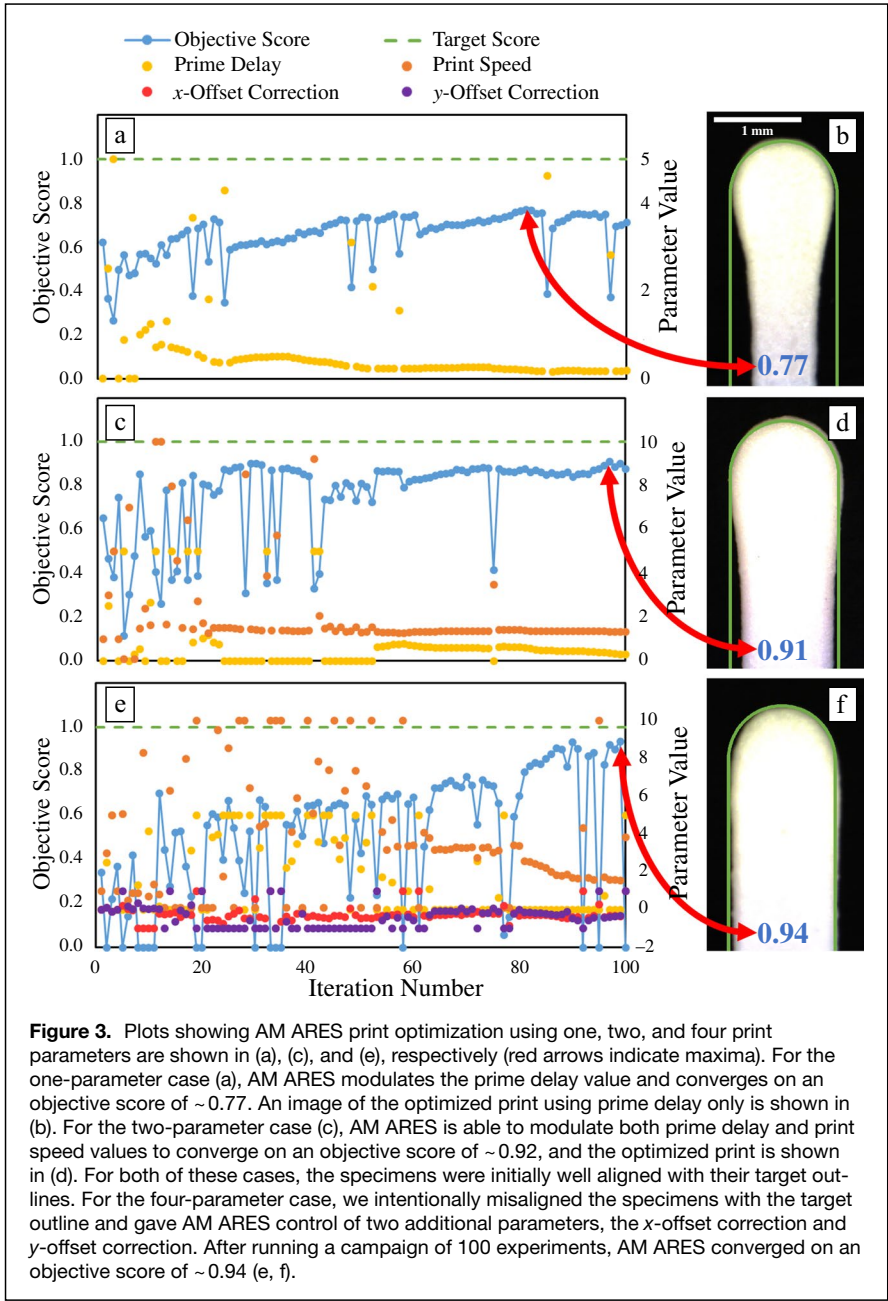 Objective Score
Target Score
Prime Delay
Print Speed
x-Offset Correction
y-Offset Correction
a
1.0
0.8
0.6
0.4
0.2
0.0
Objective Score
5
4
3
2
1
0
Parameter Value
1 mm
b
0.77
c
1.0
0.8
0.6
0.4
0.2
0.0
Objective Score
10
8
6
4
2
0
Parameter Value
d
0.91
e
1.0
0.8
0.6
0.4
0.2
0.0
Objective Score
10
8
6
4
2
0
–2
Parameter Value
0
20
40
60
80
100
Iteration Number
f
0.94
Figure 3. Plots showing AM ARES print optimization using one, two, and four print
parameters are shown in (a), (c), and (e), respectively (red arrows indicate maxima). For the
one-parameter case (a), AM ARES modulates the prime delay value and converges on an
objective score of ~0.77. An image of the optimized print using prime delay only is shown in
(b). For the two-parameter case (c), AM ARES is able to modulate both prime delay and print
speed values to converge on an objective score of ~0.92, and the optimized print is shown
in (d). For both of these cases, the specimens were initially well aligned with their target out-
lines. For the four-parameter case, we intentionally misaligned the specimens with the target
outline and gave AM ARES control of two additional parameters, the x-offset correction and
y-offset correction. After running a campaign of 100 experiments, AM ARES converged on an
objective score of ~0.94 (e, f).